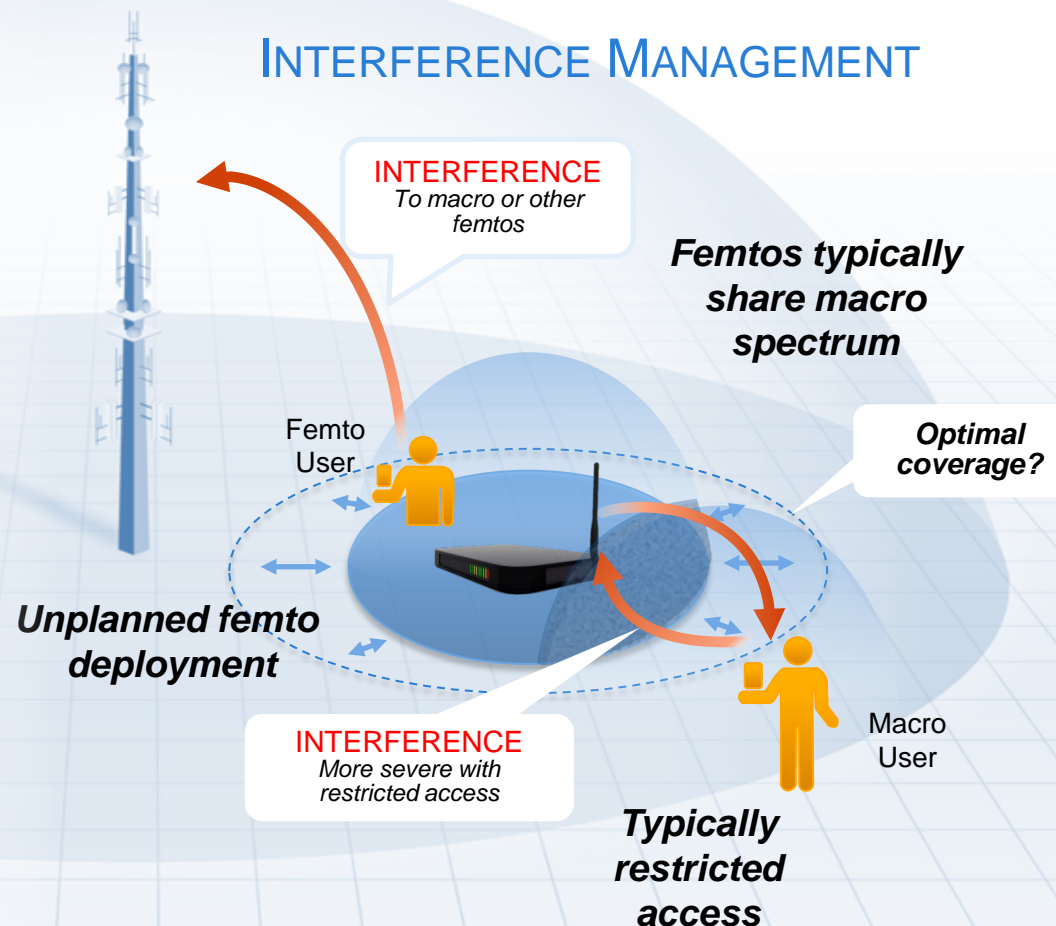 INTERFERENCE MANAGEMENT
INTERFERENCE
To macro or other
femtos
Femtos typically
share macro
spectrum
Femto
User
Optimal
coverage?
Unplanned femto
deployment
INTERFERENCE
More severe with
restricted access
Macro
User
Typically
restricted
access